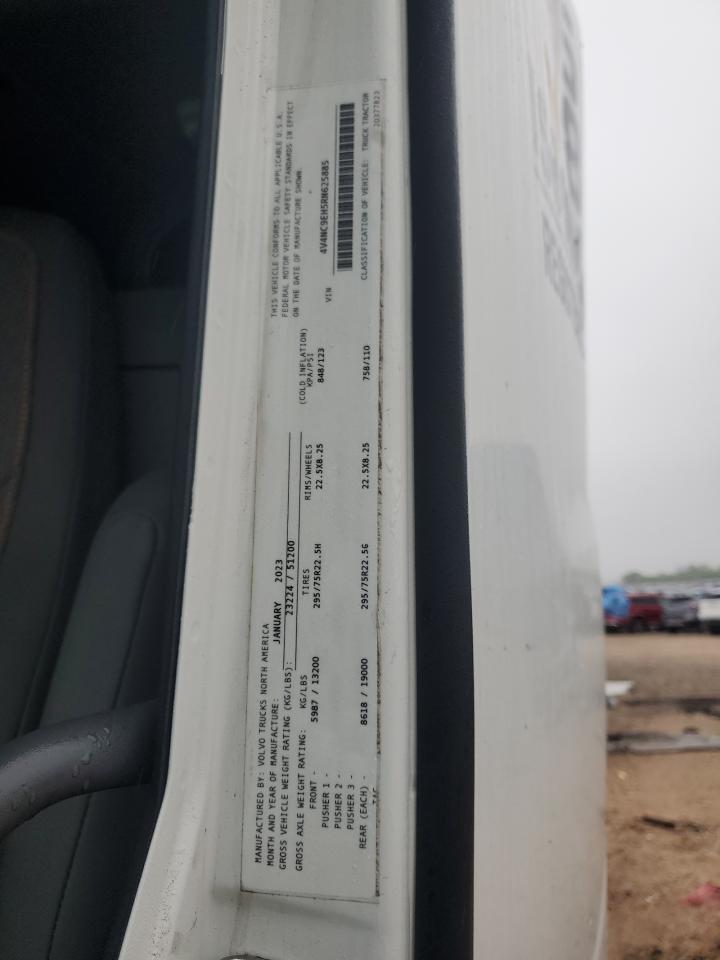 MANUFACTURED BY: VOLVO TRUCKS NORTH AMERICA
MONTH AND YEAR OF MANUFACTURE: JANUARY 2023
GROSS VEHICLE WEIGHT RATING (KG/LBS): 23224 / 51200
GROSS AXLE WEIGHT RATING: KG/LBS TIRES RIMS/WHEELS (COLD INFLATION) KPA/PSI
FRONT - 5987 / 13200 295/75R22.5H 22.5X8.25 848/123
PUSHER 1 -
PUSHER 2 -
PUSHER 3 -
REAR (EACH) - 8618 / 19000 295/75R22.5G 22.5X8.25 758/110
THIS VEHICLE CONFORMS TO ALL APPLICABLE U.S.A.
FEDERAL MOTOR VEHICLE SAFETY STANDARDS IN EFFECT
ON THE DATE OF MANUFACTURE SHOWN.
VIN 4V4NC9EH5RN625885
CLASSIFICATION OF VEHICLE: TRUCK TRACTOR
20377823